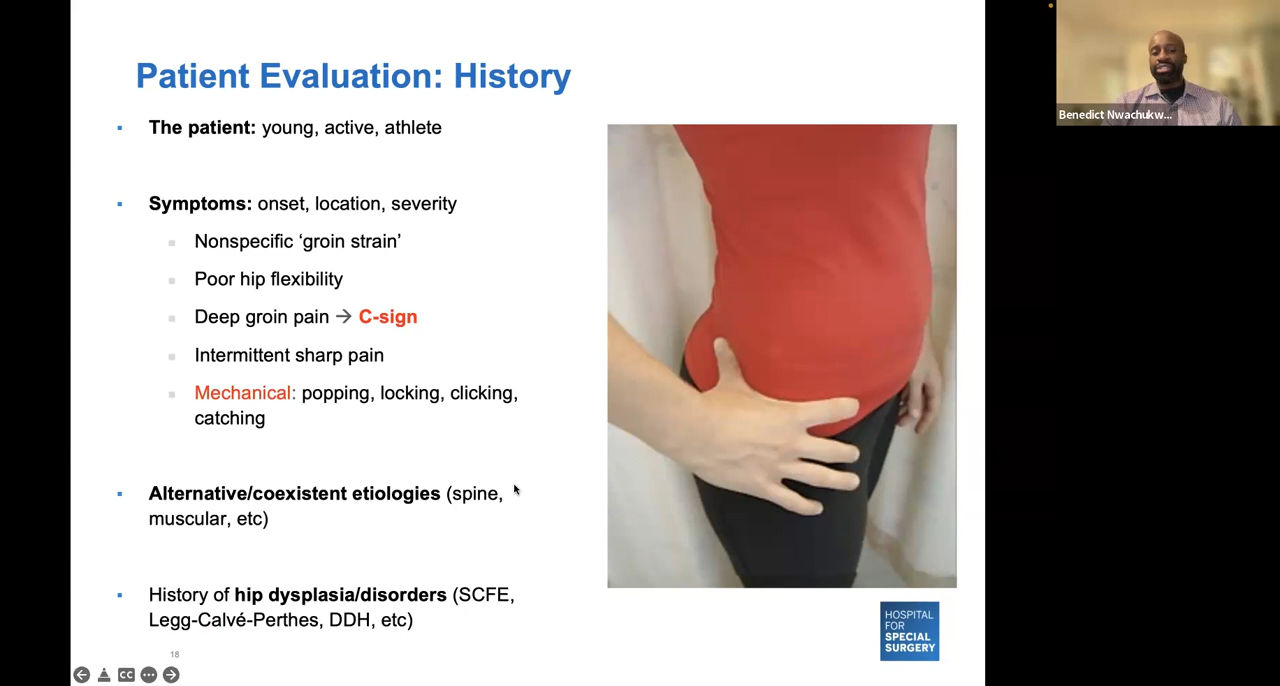 Patient Evaluation: History
The patient: young, active, athlete
Symptoms: onset, location, severity
Nonspecific ‘groin strain’
Poor hip flexibility
Deep groin pain → C-sign
Intermittent sharp pain
Mechanical: popping, locking, clicking,
catching
Alternative/coexistent etiologies (spine,
muscular, etc)
History of hip dysplasia/disorders (SCFE,
Legg-Calvé-Perthes, DDH, etc)
18
CC
HOSPITAL
FOR
SPECIAL
SURGERY
Benedict Nwachukw...